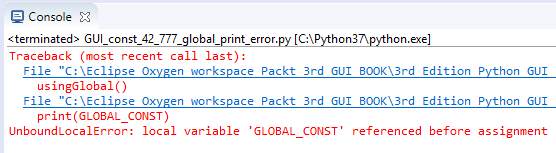 Console
<terminated> GUI_const_42_777_global_print_error.py [C:\Python37\python.exe]
Traceback (most recent call last):
File "C:\Eclipse Oxygen workspace Packt 3rd GUI BOOK\3rd Edition Python GUI
usingGlobal()
File "C:\Eclipse Oxygen workspace Packt 3rd GUI BOOK\3rd Edition Python GUI
print(GLOBAL_CONST)
UnboundLocalError: local variable 'GLOBAL_CONST' referenced before assignment